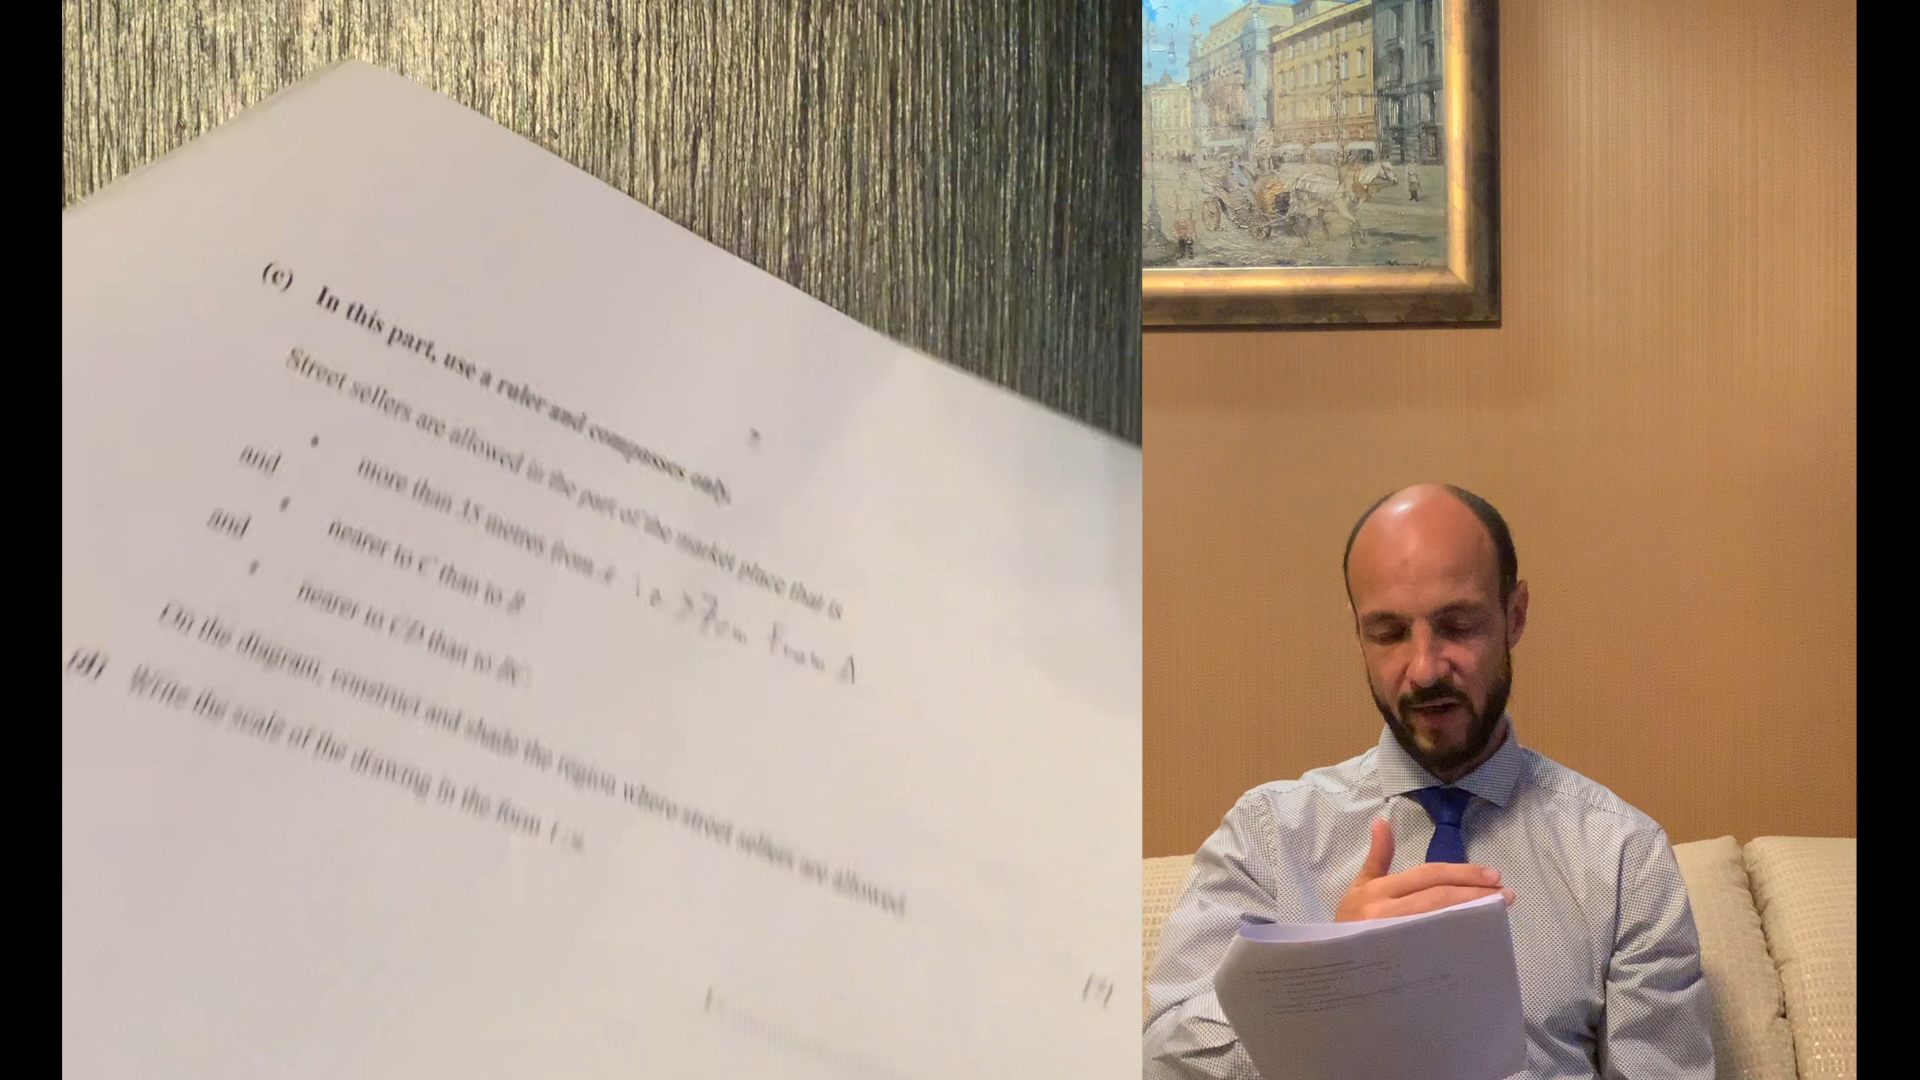 (c) In this part, use a ruler and compasses only.
Street sellers are allowed in the part of the market place that is
• more than 35 metres from A i.e >7cm from A
and • nearer to C than to B
and • nearer to CD than to BC.
On the diagram, construct and shade the region where street sellers are allowed.
(d) Write the scale of the drawing in the form 1 : n.